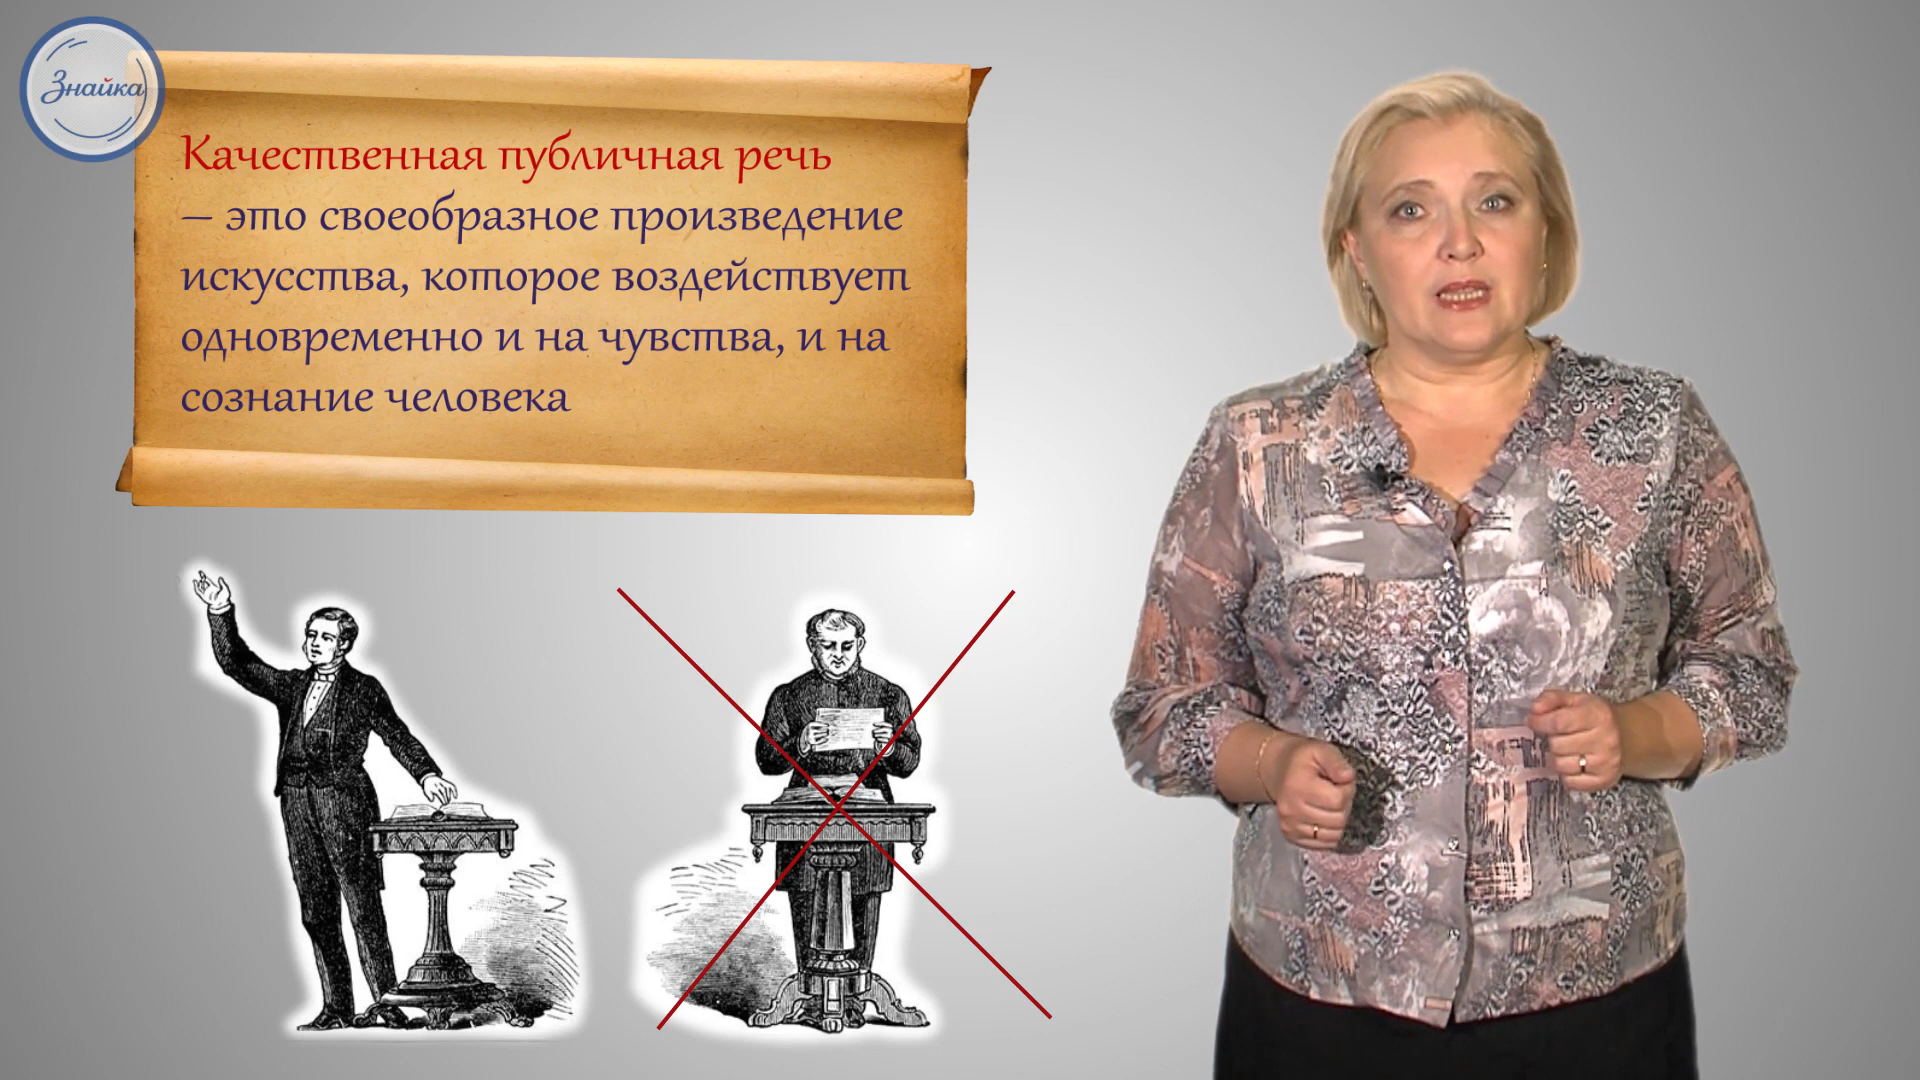 Знайка
Качественная публичная речь
– это своеобразное произведение
искусства, которое воздействует
одновременно и на чувства, и на
сознание человека